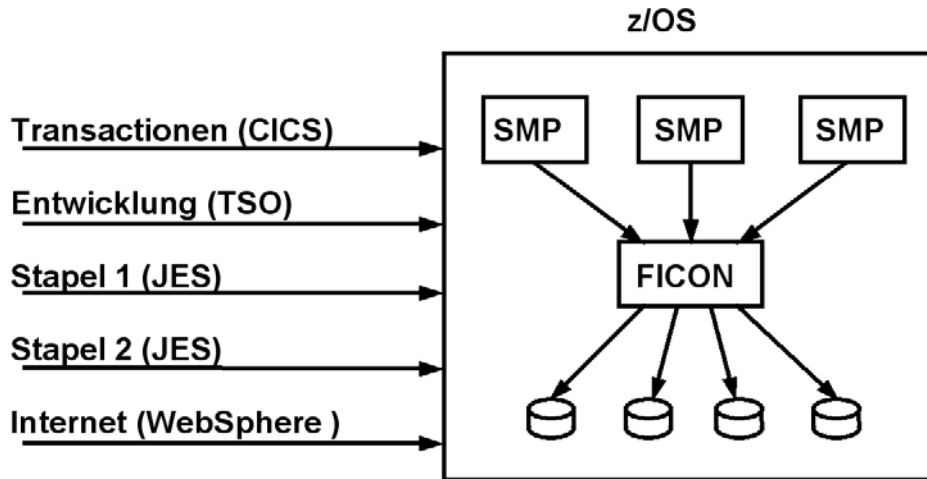 z/OS
Transactionen (CICS)
SMP
SMP
SMP
Entwicklung (TSO)
Stapel 1 (JES)
FICON
Stapel 2 (JES)
Internet (WebSphere )